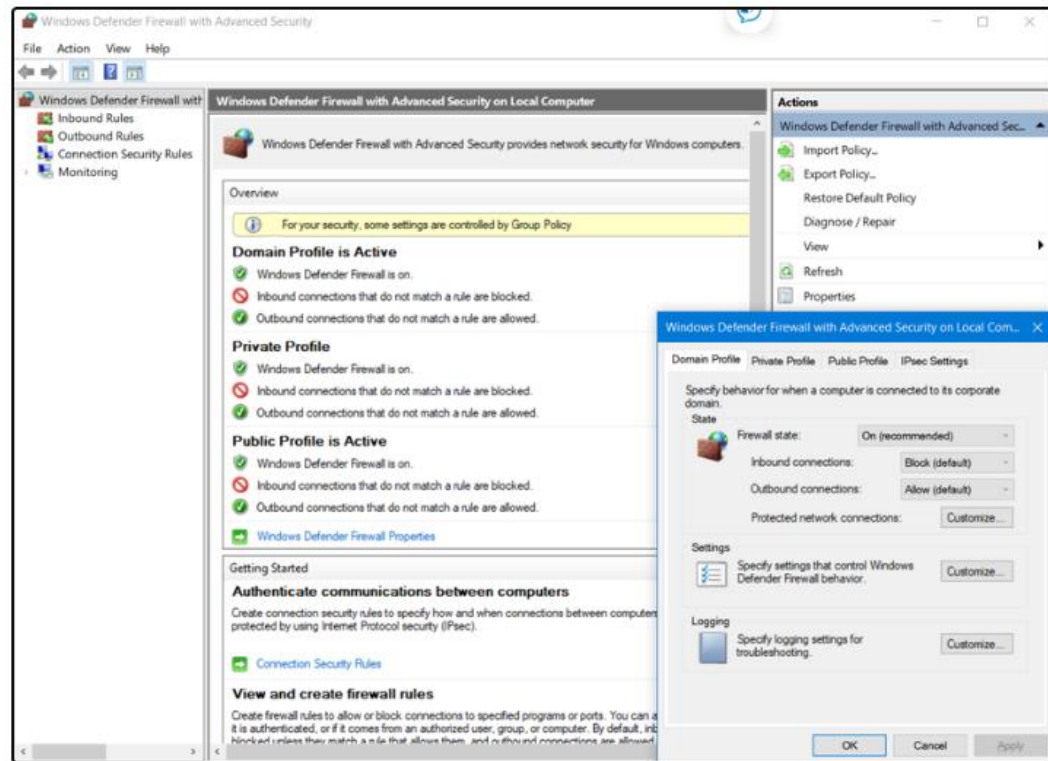 Windows Defender Firewall with Advanced Security
File Action View Help
Windows Defender Firewall with
Inbound Rules
Outbound Rules
Connection Security Rules
Monitoring
Windows Defender Firewall with Advanced Security on Local Computer
Windows Defender Firewall with Advanced Security provides network security for Windows computers.
Overview
For your security, some settings are controlled by Group Policy
Domain Profile is Active
Windows Defender Firewall is on.
Inbound connections that do not match a rule are blocked.
Outbound connections that do not match a rule are allowed.
Private Profile
Windows Defender Firewall is on.
Inbound connections that do not match a rule are blocked.
Outbound connections that do not match a rule are allowed.
Public Profile is Active
Windows Defender Firewall is on.
Inbound connections that do not match a rule are blocked.
Outbound connections that do not match a rule are allowed.
Windows Defender Firewall Properties
Getting Started
Authenticate communications between computers
Create connection security rules to specify how and when connections between computers
protected by using Internet Protocol security (IPsec).
Connection Security Rules
View and create firewall rules
Create firewall rules to allow or block connections to specified programs or ports. You can a
it is authenticated, or if it comes from an authorized user, group, or computer. By default, inb
blocked unless they match a rule that allows them, and outbound connections are allowed
Actions
Windows Defender Firewall with Advanced Sec...
Import Policy...
Export Policy...
Restore Default Policy
Diagnose / Repair
View
Refresh
Properties
Windows Defender Firewall with Advanced Security on Local Com...
Domain Profile Private Profile Public Profile IPsec Settings
Specify behavior for when a computer is connected to its corporate
domain.
State
Firewall state: On (recommended)
Inbound connections: Block (default)
Outbound connections: Allow (default)
Protected network connections: Customize...
Settings
Specify settings that control Windows
Defender Firewall behavior.
Customize...
Logging
Specify logging settings for
troubleshooting.
Customize...
OK Cancel Apply